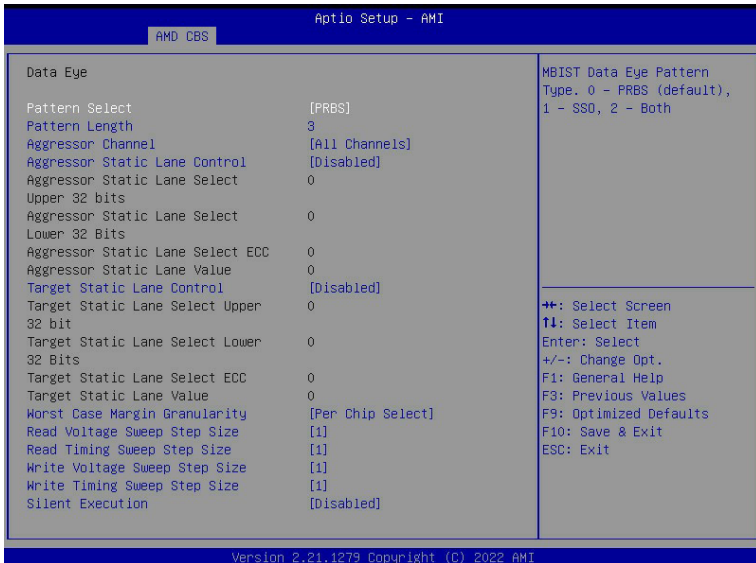 Aptio Setup - AMI
AMD CBS
Data Eye
Pattern Select [PRBS]
Pattern Length 3
Aggressor Channel [All Channels]
Aggressor Static Lane Control [Disabled]
Aggressor Static Lane Select 0
Upper 32 bits
Aggressor Static Lane Select 0
Lower 32 Bits
Aggressor Static Lane Select ECC 0
Aggressor Static Lane Value 0
Target Static Lane Control [Disabled]
Target Static Lane Select Upper 0
32 bit
Target Static Lane Select Lower 0
32 Bits
Target Static Lane Select ECC 0
Target Static Lane Value 0
Worst Case Margin Granularity [Per Chip Select]
Read Voltage Sweep Step Size [1]
Read Timing Sweep Step Size [1]
Write Voltage Sweep Step Size [1]
Write Timing Sweep Step Size [1]
Silent Execution [Disabled]
MBIST Data Eye Pattern
Type. 0 - PRBS (default),
1 - SSO, 2 - Both
→←: Select Screen
↑↓: Select Item
Enter: Select
+/-: Change Opt.
F1: General Help
F3: Previous Values
F9: Optimized Defaults
F10: Save & Exit
ESC: Exit
Version 2.21.1279 Copyright (C) 2022 AMI